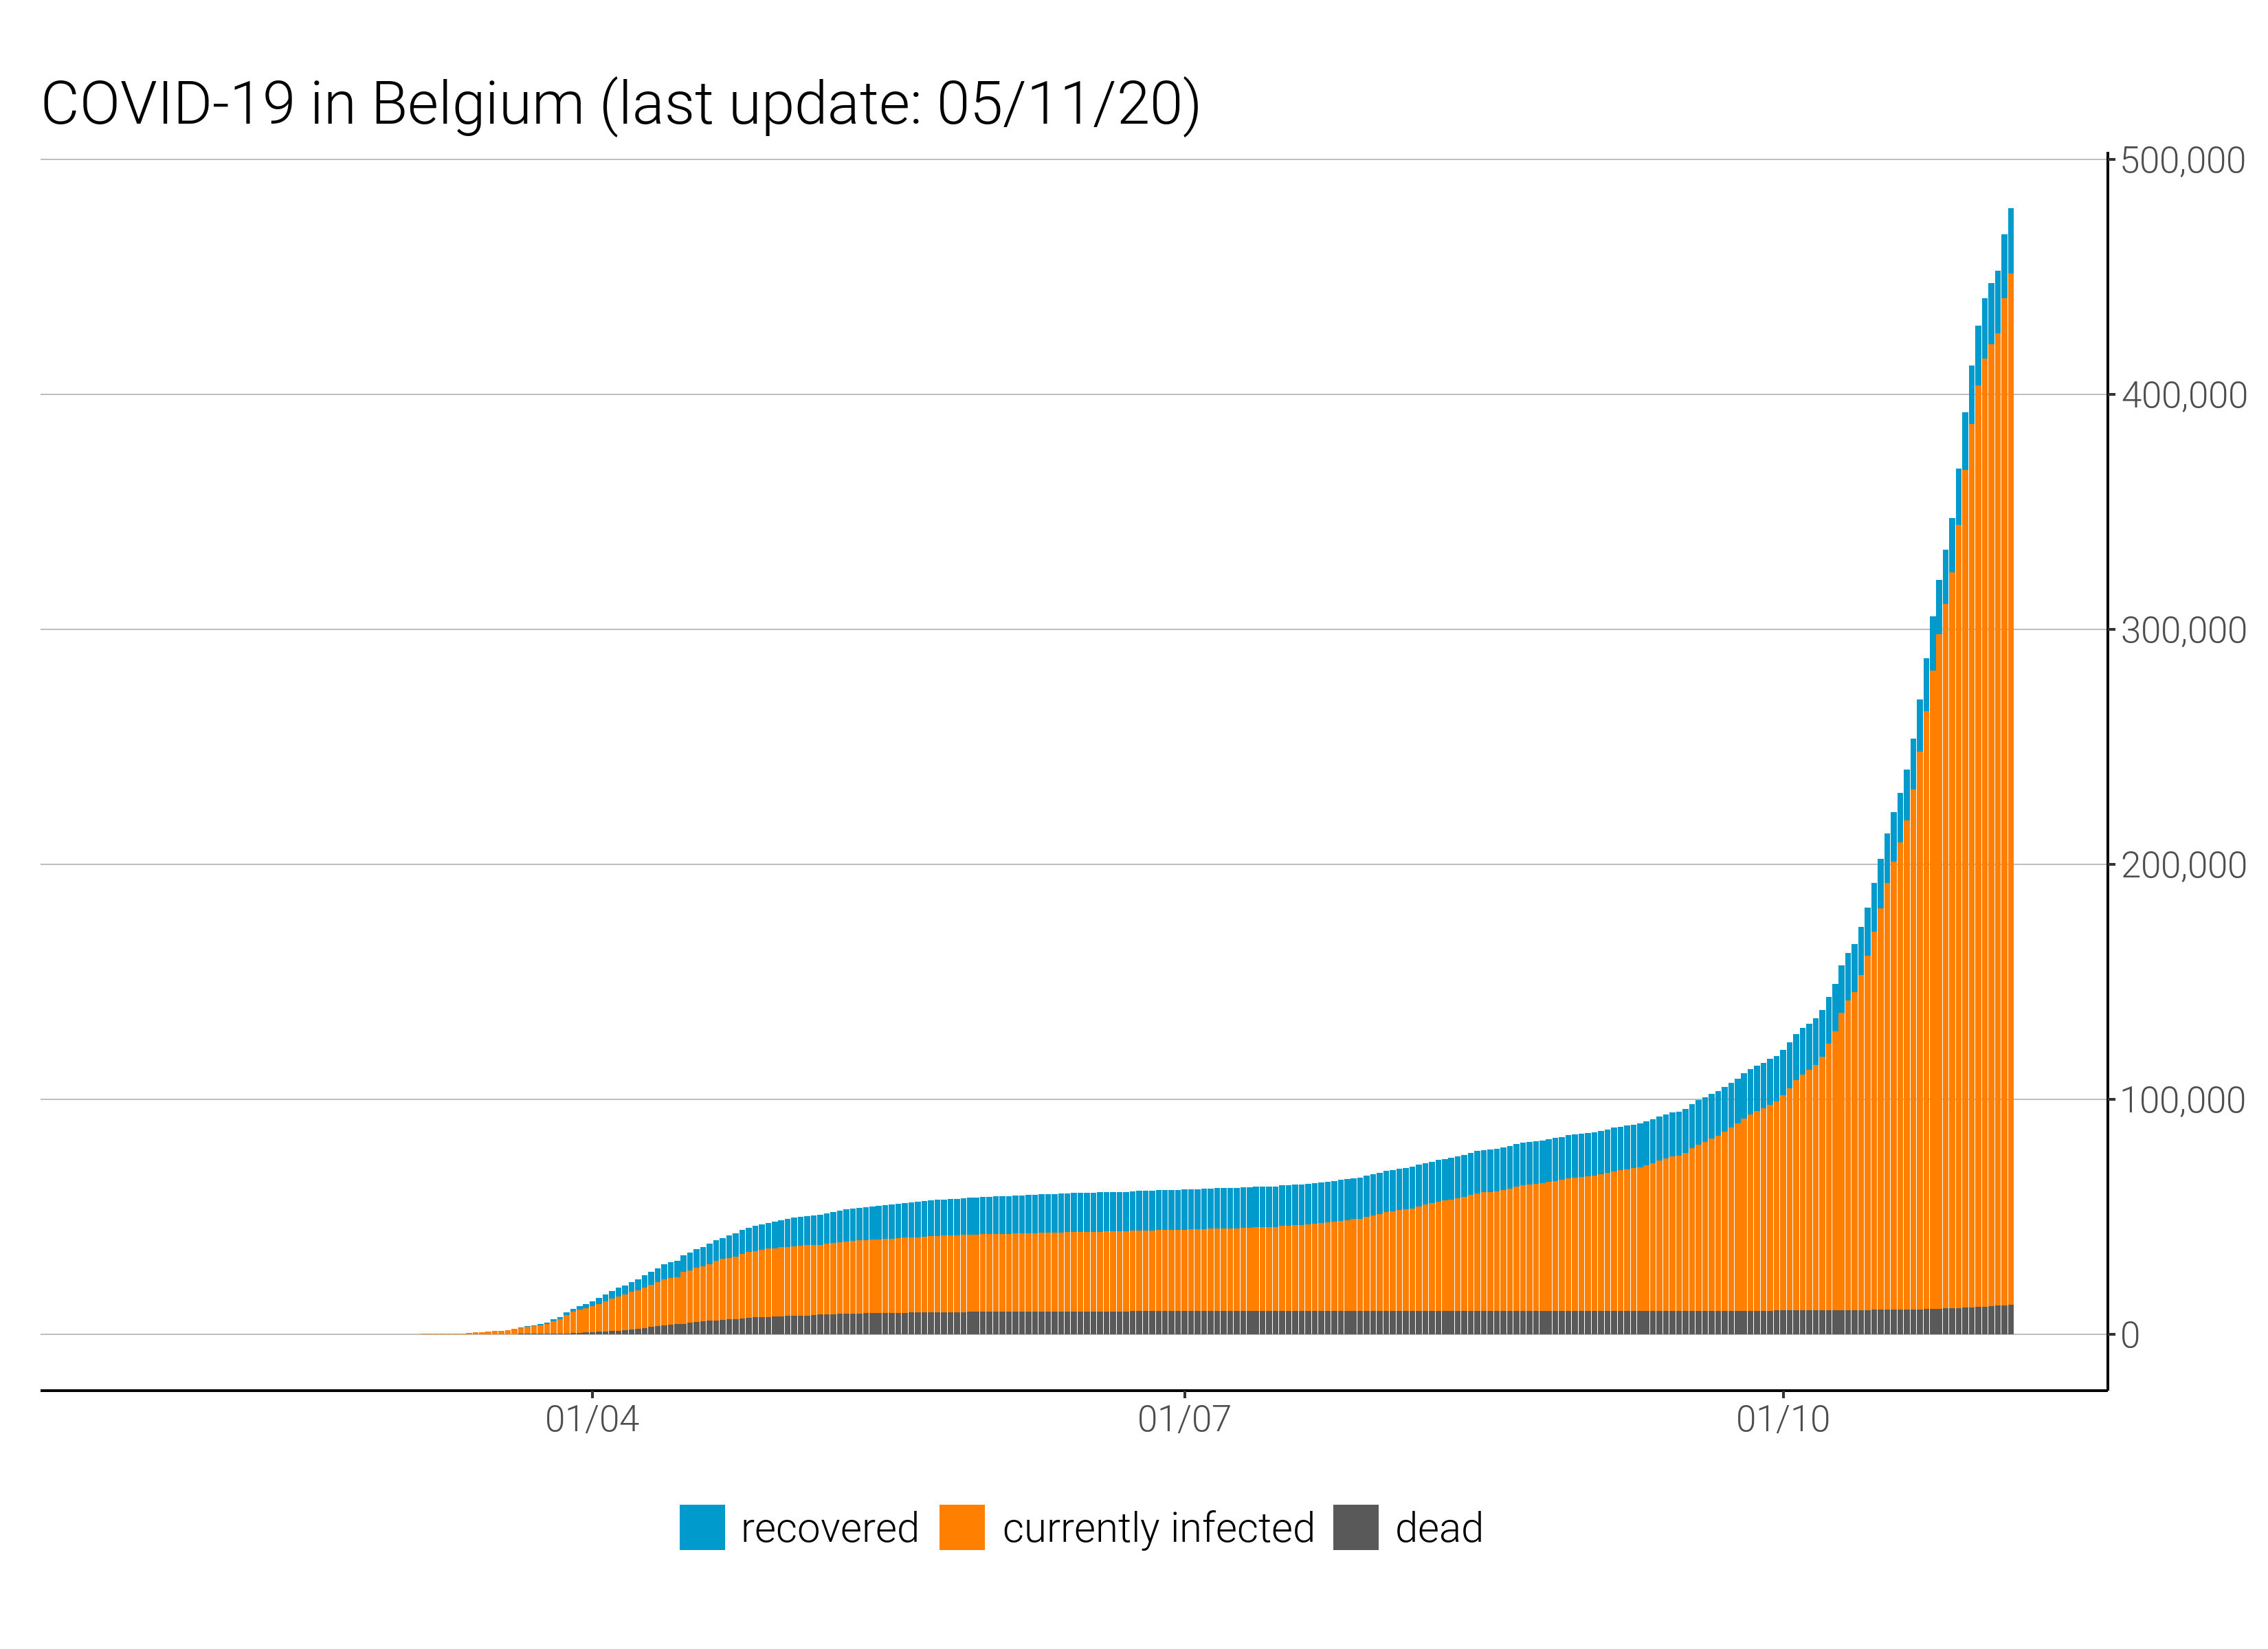 COVID-19 in Belgium (last update: 05/11/20)
500,000
400,000
300,000
200,000
100,000
0
01/04 01/07 01/10
recovered currently infected dead